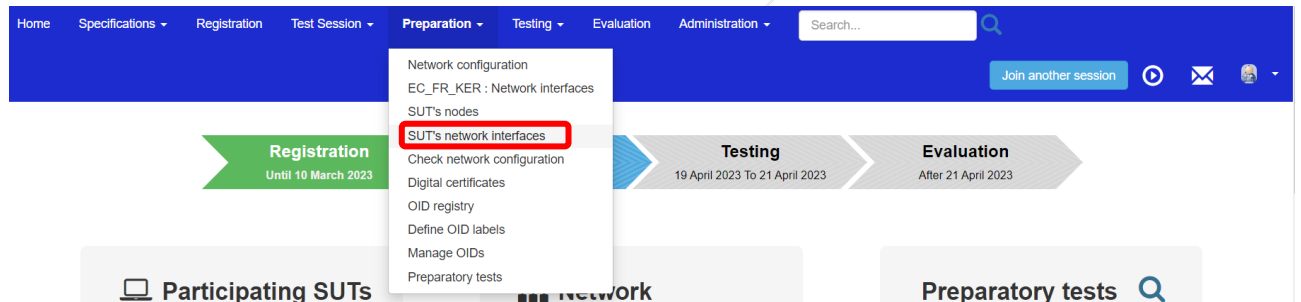 Home Specifications Registration Test Session Preparation Testing Evaluation Administration Search...
Join another session
Network configuration
EC_FR_KER : Network interfaces
SUT's nodes
SUT's network interfaces
Check network configuration
Digital certificates
OID registry
Define OID labels
Manage OIDs
Preparatory tests
Registration
Until 10 March 2023
Testing
19 April 2023 To 21 April 2023
Evaluation
After 21 April 2023
Participating SUTs
Network
Preparatory tests